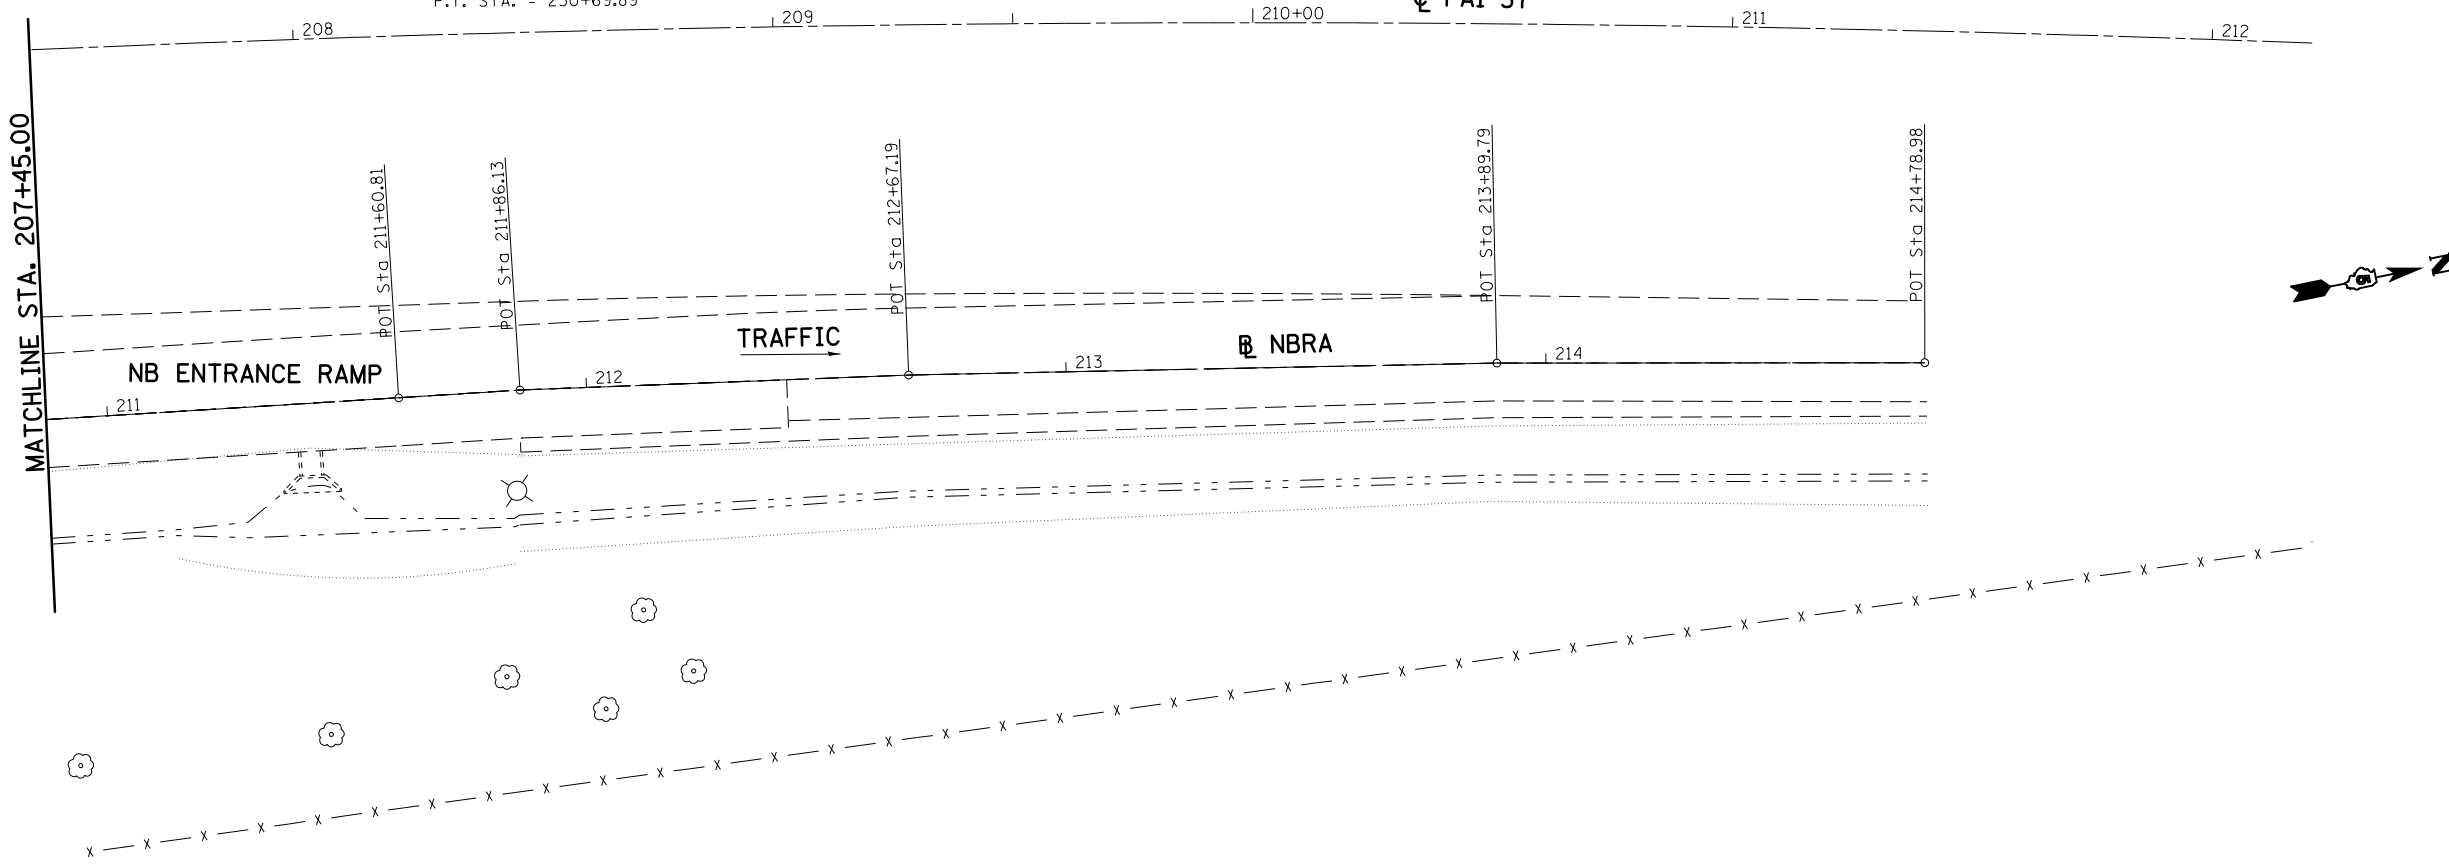 208
209
210+00
211
212
MATCHLINE STA. 207+45.00
POT Sta 211+60.81
POT Sta 211+86.13
POT Sta 212+67.19
POT Sta 213+89.79
POT Sta 214+78.98
N
TRAFFIC
NB ENTRANCE RAMP
BL NBRA
211
212
213
214